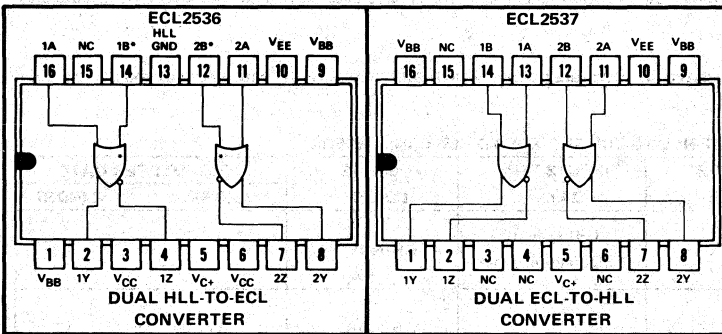 ECL2536
1A NC 1B* HLL GND 2B* 2A VEE VBB
16 15 14 13 12 11 10 9
1 2 3 4 5 6 7 8
VBB 1Y VCC 1Z VC+ VCC 2Z 2Y
DUAL HLL-TO-ECL
CONVERTER
ECL2537
VBB NC 1B 1A 2B 2A VEE VBB
16 15 14 13 12 11 10 9
1 2 3 4 5 6 7 8
1Y 1Z NC NC VC+ NC 2Z 2Y
DUAL ECL-TO-HLL
CONVERTER